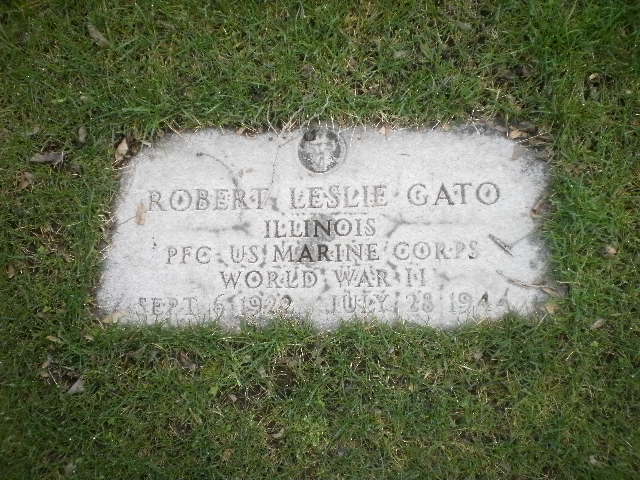 ROBERT LESLIE GATO
ILLINOIS
PFC US MARINE CORPS
WORLD WAR II
SEPT 6 1922 JULY 28 1944